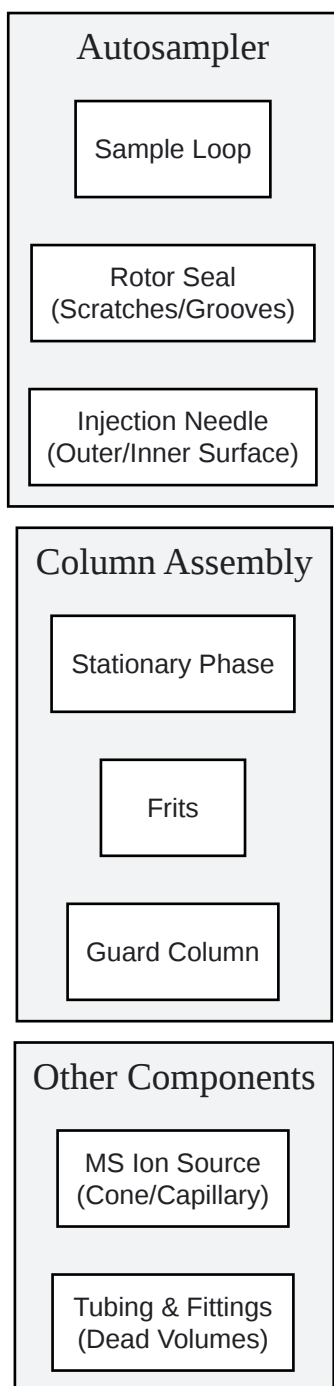 Autosampler
Sample Loop
Rotor Seal
(Scratches/Grooves)
Injection Needle
(Outer/Inner Surface)
Column Assembly
Stationary Phase
Frits
Guard Column
Other Components
MS Ion Source
(Cone/Capillary)
Tubing & Fittings
(Dead Volumes)